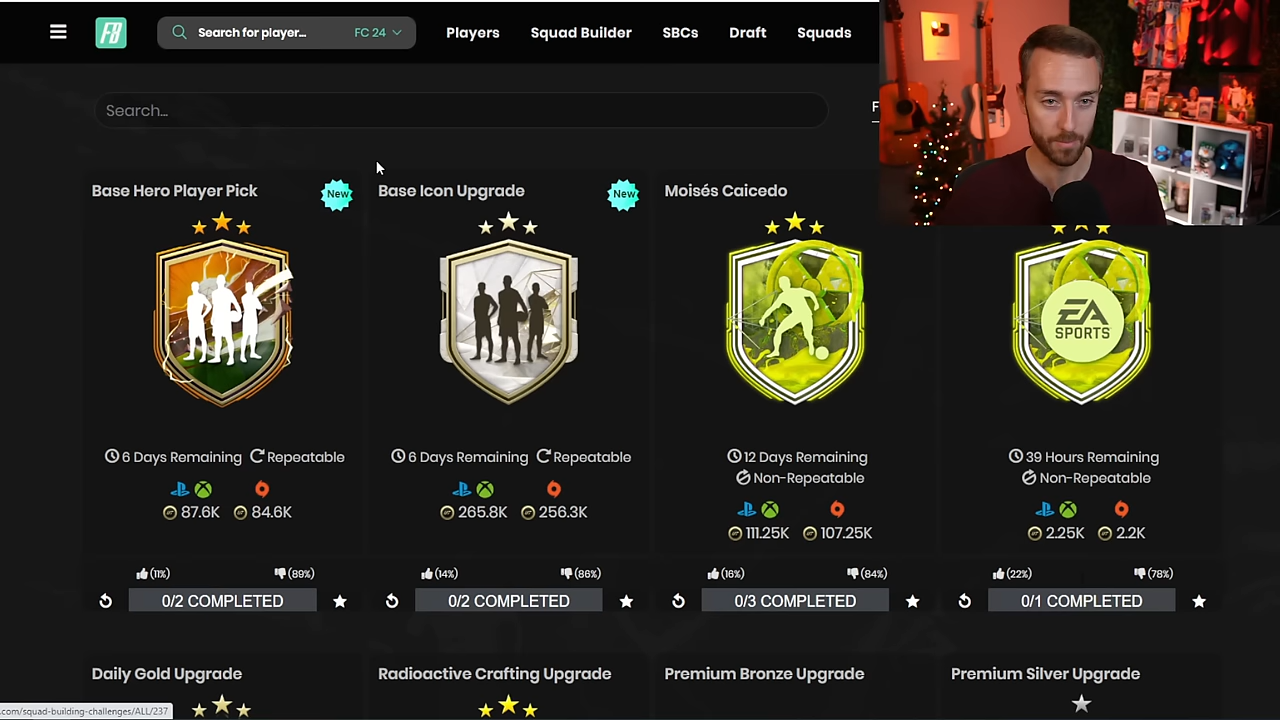 FB
Search for player...
FC 24
Players
Squad Builder
SBCs
Draft
Squads
Search...
F
Base Hero Player Pick
New
Base Icon Upgrade
New
Moisés Caicedo
EA
SPORTS
6 Days Remaining
Repeatable
6 Days Remaining
Repeatable
12 Days Remaining
Non-Repeatable
39 Hours Remaining
Non-Repeatable
87.6K
84.6K
265.8K
256.3K
111.25K
107.25K
2.25K
2.2K
(11%)
(89%)
(14%)
(86%)
(16%)
(84%)
(22%)
(78%)
0/2 COMPLETED
0/2 COMPLETED
0/3 COMPLETED
0/1 COMPLETED
Daily Gold Upgrade
Radioactive Crafting Upgrade
Premium Bronze Upgrade
Premium Silver Upgrade
.com/squad-building-challenges/ALL/237